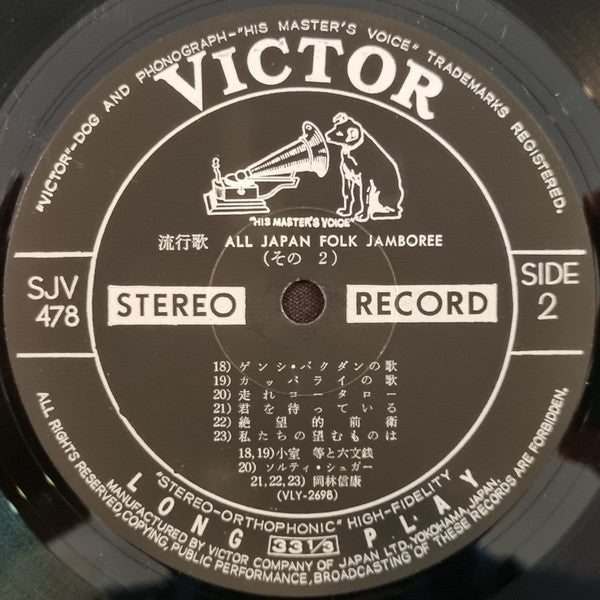 "VICTOR"-DOG AND PHONOGRAPH-"HIS MASTER'S VOICE" TRADEMARKS REGISTERED.
VICTOR
"HIS MASTER'S VOICE"
流行歌 ALL JAPAN FOLK JAMBOREE
(その 2)
SJV
478
STEREO
RECORD
SIDE
2
18) ゲンシ・バクダンの歌
19) カッパライの歌
20) 走れコータロー
21) 君を待っている
22) 絶望的前衛
23) 私たちの望むものは
18,19) 小室 等と六文銭
20) ソルティ・シュガー
21,22,23) 岡林信康
(VLY-2698)
"STEREO-ORTHOPHONIC" HIGH-FIDELITY
LONG 33 1/3 PLAY
MANUFACTURED BY VICTOR COMPANY OF JAPAN LTD. YOKOHAMA, JAPAN.
ALL RIGHTS RESERVED, COPYING, PUBLIC PERFORMANCE, BROADCASTING OF THESE RECORDS ARE FORBIDDEN.